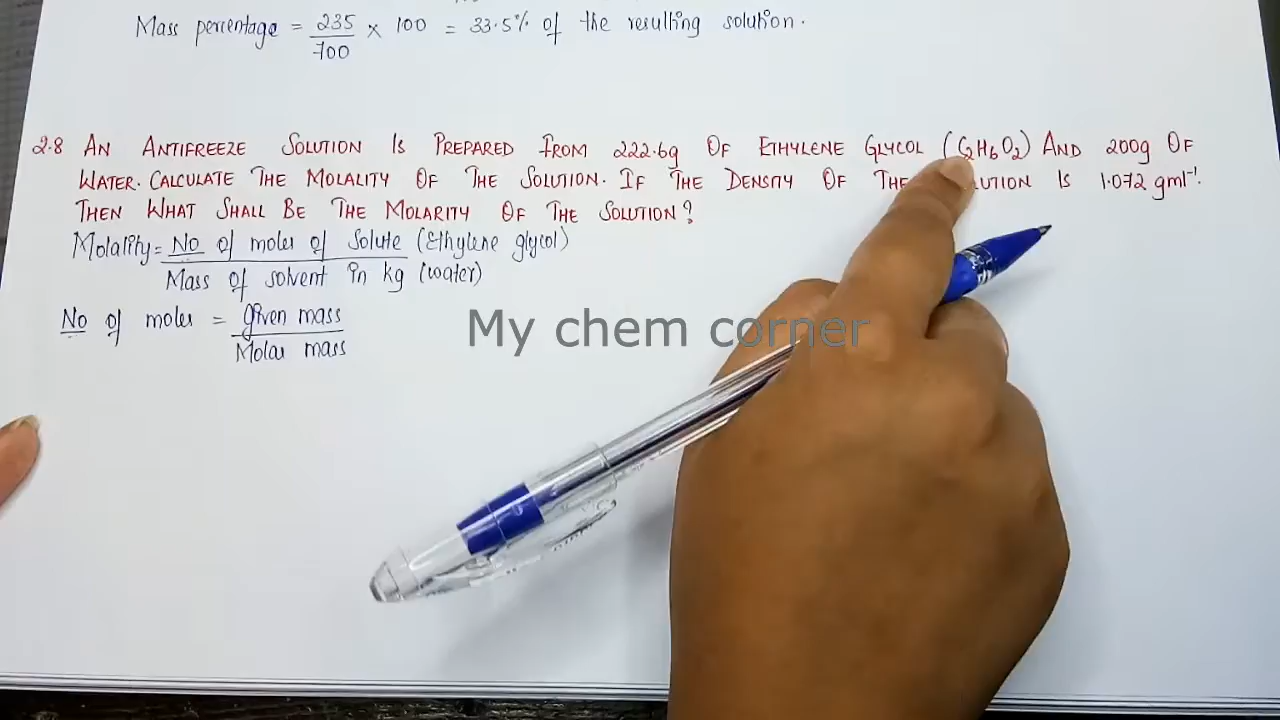 Mass percentage = 235/700 × 100 = 33.5% of the resulting solution.
2.8 AN ANTIFREEZE SOLUTION IS PREPARED FROM 222.6g OF ETHYLENE GLYCOL (C2H6O2) AND 200g OF
WATER. CALCULATE THE MOLALITY OF THE SOLUTION. IF THE DENSITY OF THE LUTION IS 1.072 gml⁻¹.
THEN WHAT SHALL BE THE MOLARITY OF THE SOLUTION?
Molality = No of moles of Solute (Ethylene glycol)
Mass of solvent in kg (water)
No of moles = given mass
Molar mass
My chem corner